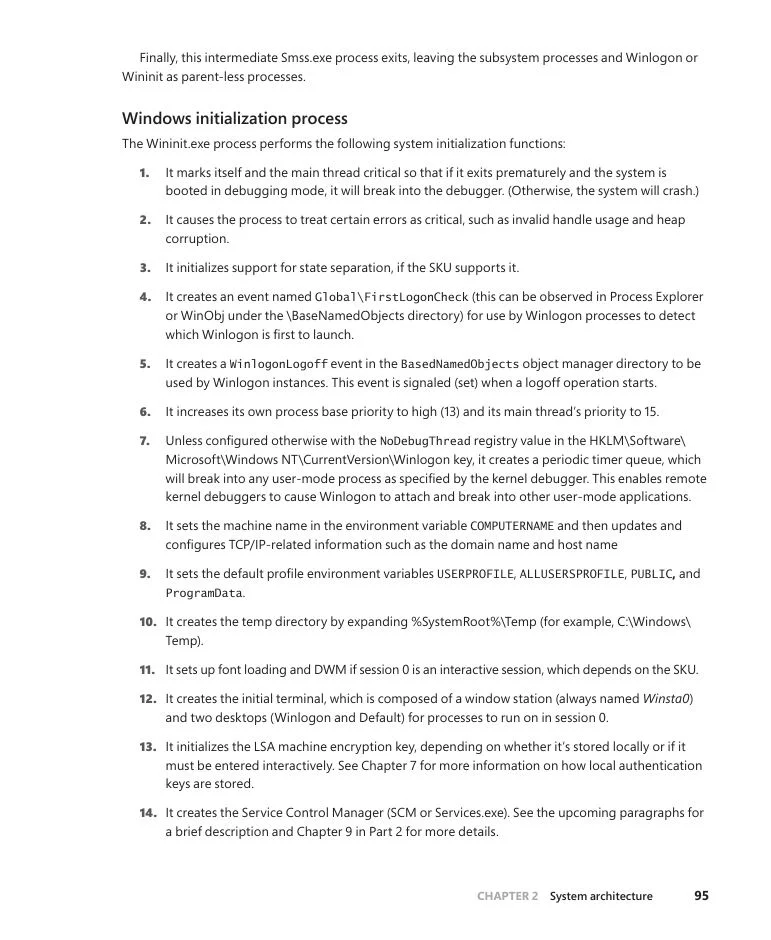 Finally, this intermediate Smss.exe process exits, leaving the subsystem processes and Winlogon or
Wininit as parent-less processes.
Windows initialization process
The Wininit.exe process performs the following system initialization functions:
1. It marks itself and the main thread critical so that if it exits prematurely and the system is
booted in debugging mode, it will break into the debugger. (Otherwise, the system will crash.)
2. It causes the process to treat certain errors as critical, such as invalid handle usage and heap
corruption.
3. It initializes support for state separation, if the SKU supports it.
4. It creates an event named Global\FirstLogonCheck (this can be observed in Process Explorer
or WinObj under the \BaseNamedObjects directory) for use by Winlogon processes to detect
which Winlogon is first to launch.
5. It creates a WinlogonLogoff event in the BasedNamedObjects object manager directory to be
used by Winlogon instances. This event is signaled (set) when a logoff operation starts.
6. It increases its own process base priority to high (13) and its main thread's priority to 15.
7. Unless configured otherwise with the NoDebugThread registry value in the HKLM\Software\
Microsoft\Windows NT\CurrentVersion\Winlogon key, it creates a periodic timer queue, which
will break into any user-mode process as specified by the kernel debugger. This enables remote
kernel debuggers to cause Winlogon to attach and break into other user-mode applications.
8. It sets the machine name in the environment variable COMPUTERNAME and then updates and
configures TCP/IP-related information such as the domain name and host name
9. It sets the default profile environment variables USERPROFILE, ALLUSERSPROFILE, PUBLIC, and
ProgramData.
10. It creates the temp directory by expanding %SystemRoot%\Temp (for example, C:\Windows\
Temp).
11. It sets up font loading and DWM if session 0 is an interactive session, which depends on the SKU.
12. It creates the initial terminal, which is composed of a window station (always named Winsta0)
and two desktops (Winlogon and Default) for processes to run on in session 0.
13. It initializes the LSA machine encryption key, depending on whether it's stored locally or if it
must be entered interactively. See Chapter 7 for more information on how local authentication
keys are stored.
14. It creates the Service Control Manager (SCM or Services.exe). See the upcoming paragraphs for
a brief description and Chapter 9 in Part 2 for more details.
CHAPTER 2 System architecture 95